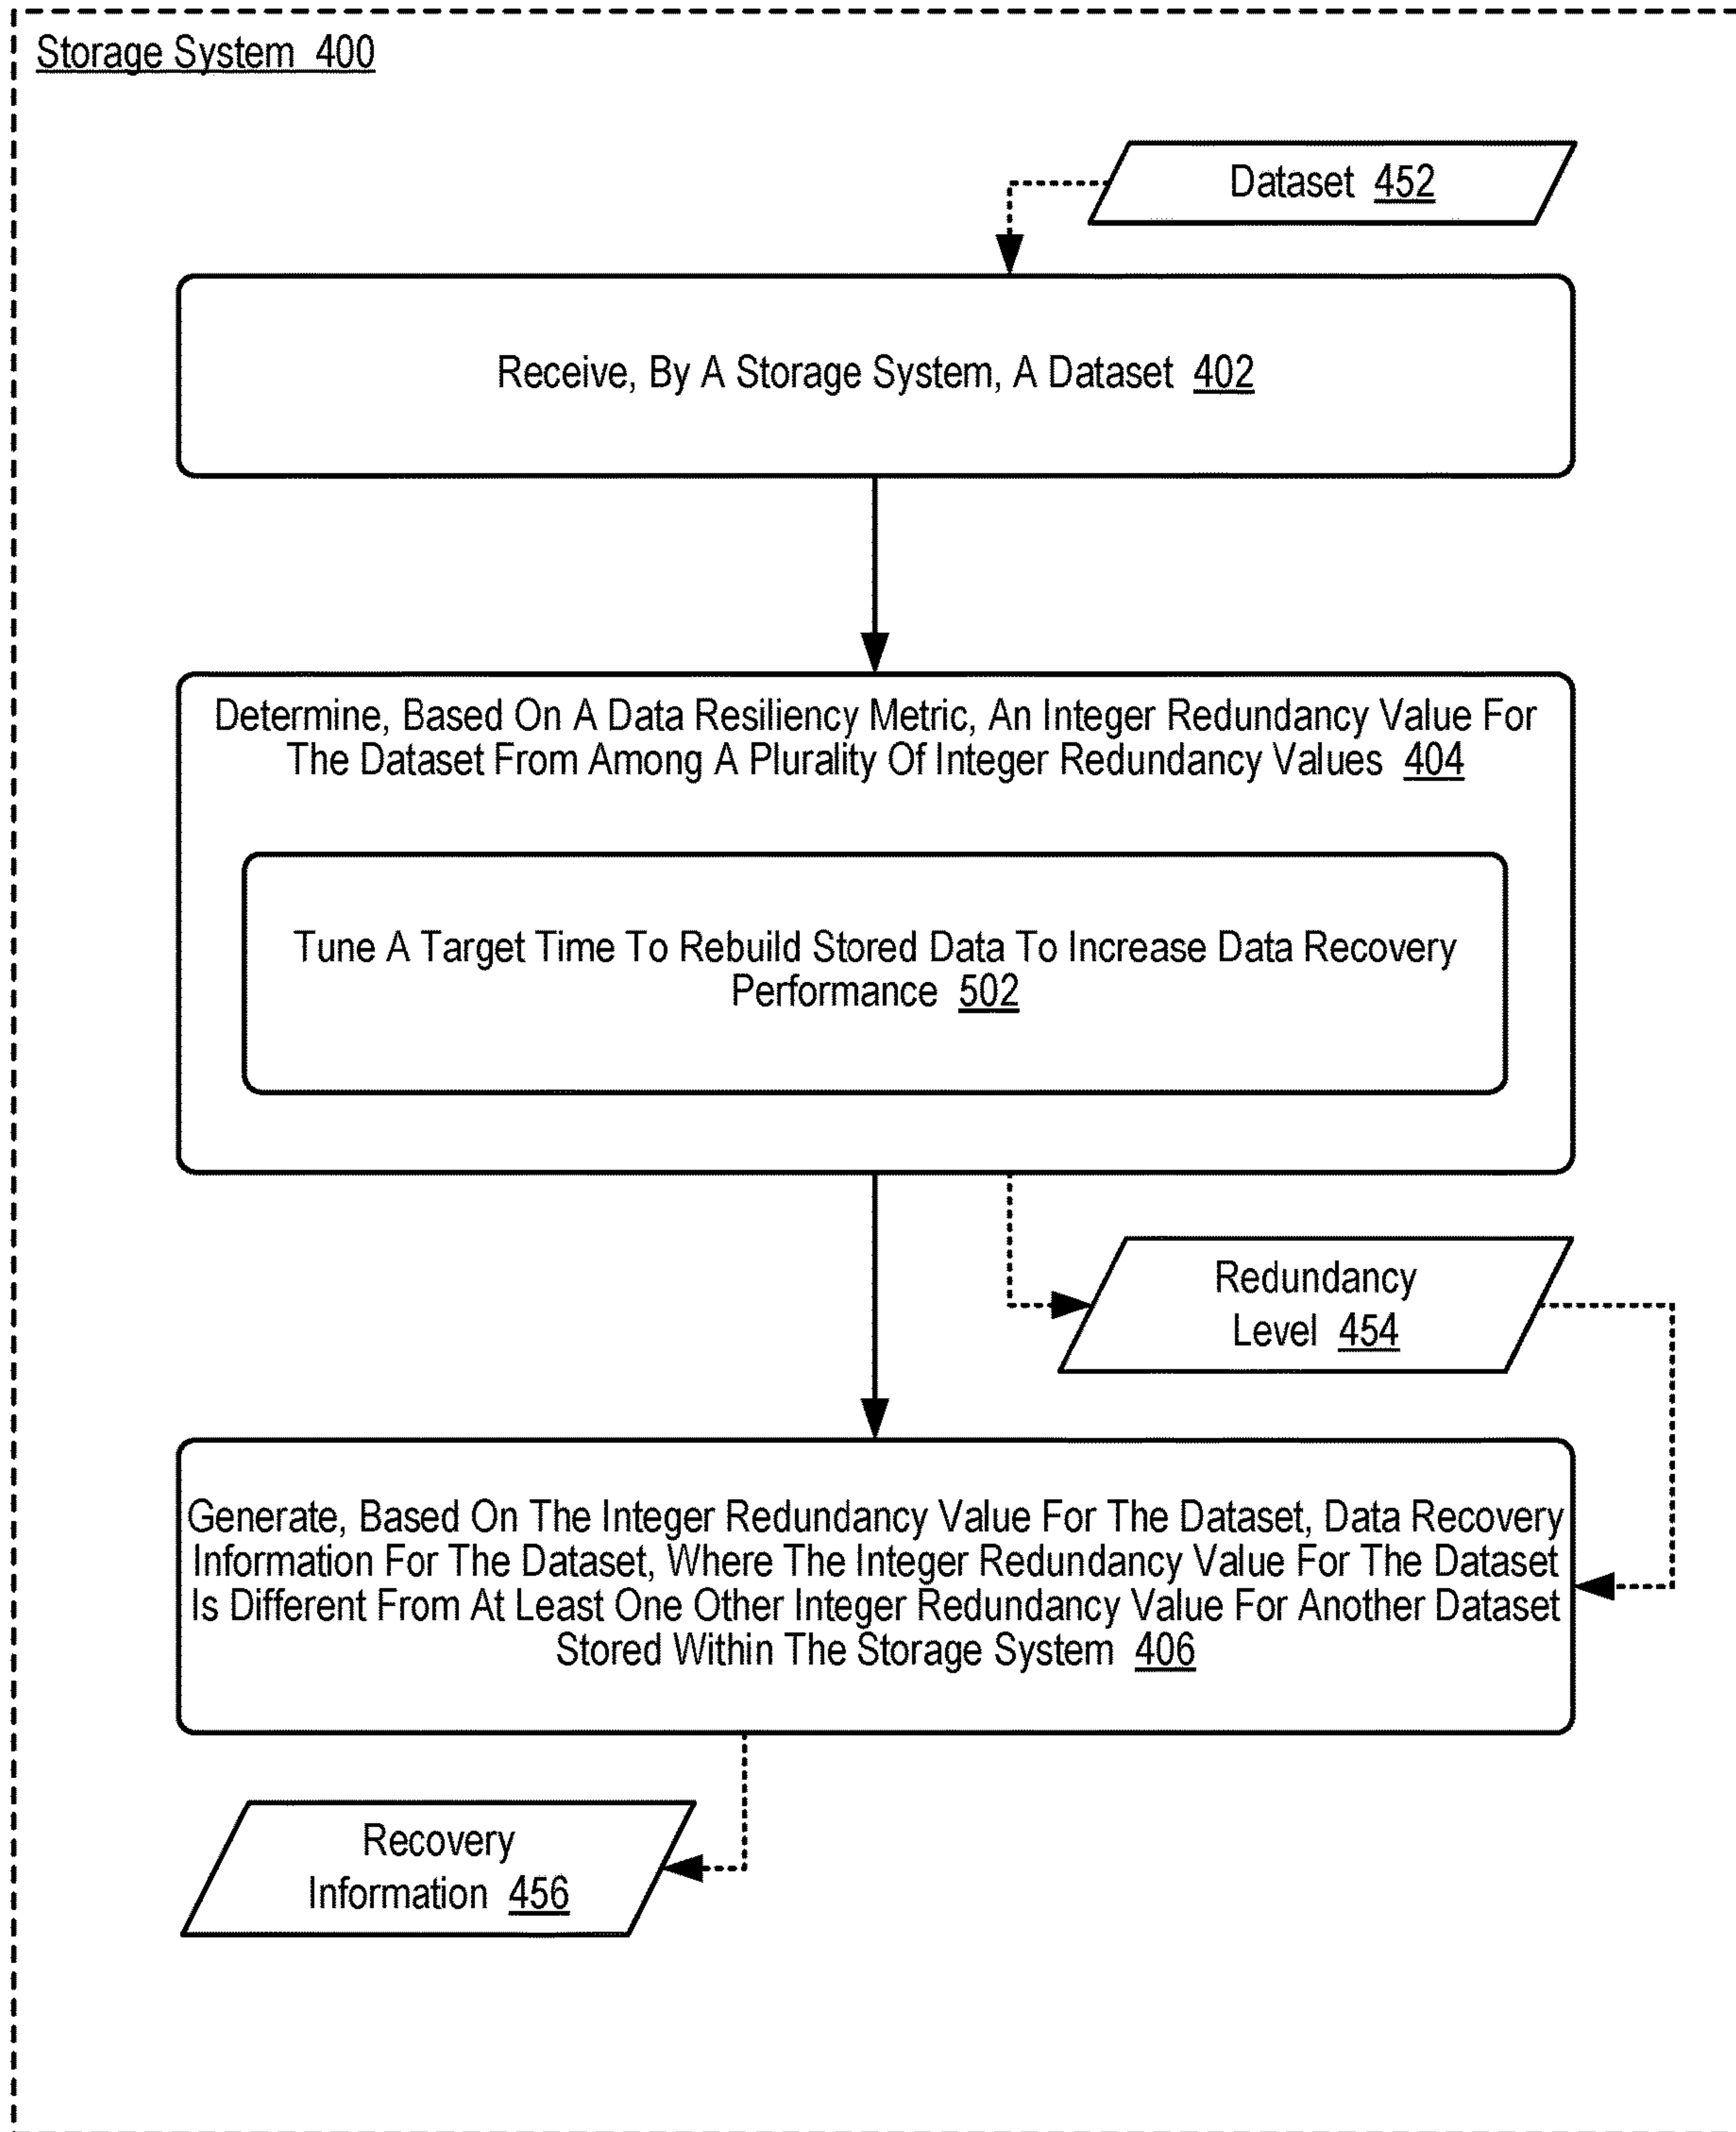 Storage System 400
Dataset 452
Receive, By A Storage System, A Dataset 402
Determine, Based On A Data Resiliency Metric, An Integer Redundancy Value For
The Dataset From Among A Plurality Of Integer Redundancy Values 404
Tune A Target Time To Rebuild Stored Data To Increase Data Recovery
Performance 502
Redundancy
Level 454
Generate, Based On The Integer Redundancy Value For The Dataset, Data Recovery
Information For The Dataset, Where The Integer Redundancy Value For The Dataset
Is Different From At Least One Other Integer Redundancy Value For Another Dataset
Stored Within The Storage System 406
Recovery
Information 456